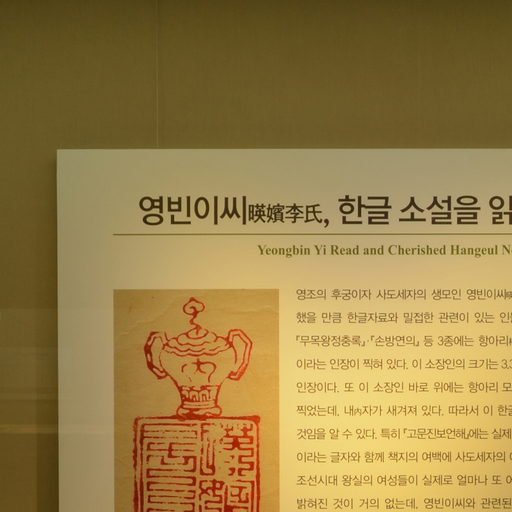 영빈이씨暎嬪李氏, 한글 소설을 읽
Yeongbin Yi Read and Cherished Hangeul N
영조의 후궁이자 사도세자의 생모인 영빈이씨
했을 만큼 한글자료와 밀접한 관련이 있는 인
『무목왕정충록』·『손방연의』 등 3종에는 항아리
이라는 인장이 찍혀 있다. 이 소장인의 크기는 3.3
인장이다. 또 이 소장인 바로 위에는 항아리 모
찍었는데, 내內자가 새겨져 있다. 따라서 이 한글
것임을 알 수 있다. 특히 『고문진보언해』에는 실제
이라는 글자와 함께 책지의 여백에 사도세자의
조선시대 왕실의 여성들이 실제로 얼마나 또 어
밝혀진 것이 거의 없는데, 영빈이씨와 관련된